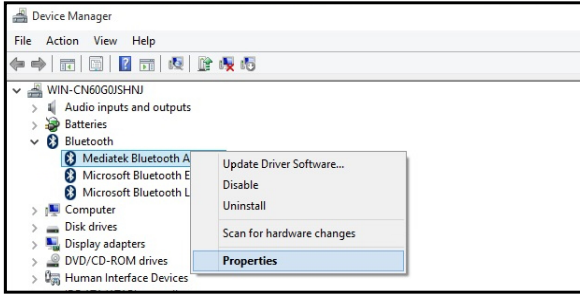 Device Manager
File Action View Help
WIN-CN60G0JSHNJ
Audio inputs and outputs
Batteries
Bluetooth
Mediatek Bluetooth A
Microsoft Bluetooth E
Microsoft Bluetooth L
Computer
Disk drives
Display adapters
DVD/CD-ROM drives
Human Interface Devices
Update Driver Software...
Disable
Uninstall
Scan for hardware changes
Properties